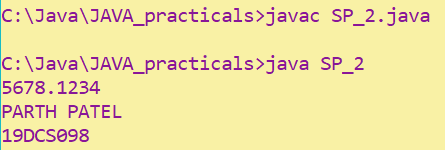 C:\Java\JAVA_practicals>javac SP_2.java
C:\Java\JAVA_practicals>java SP_2
5678.1234
PARTH PATEL
19DCS098